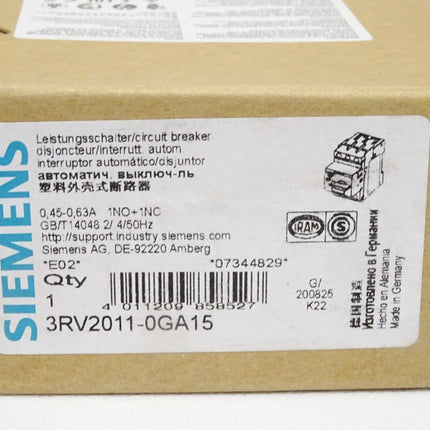 SIEMENS
Leistungsschalter/circuit breaker
disjoncteur/interrutt. autom
interruptor automático/disjuntor
автоматич. выключ-ль
塑料外壳式断路器
0,45-0,63A 1NO+1NC
GB/T14048.2/ 4/50Hz
http://support.industry.siemens.com
Siemens AG, DE-92220 Amberg
*E02* *07344829*
Qty
1
4 011209 858527
3RV2011-0GA15
IRAM
S
G/
200825
K22
德国制造
Изготовлено в Германии
Hecho en Alemania
Made in Germany